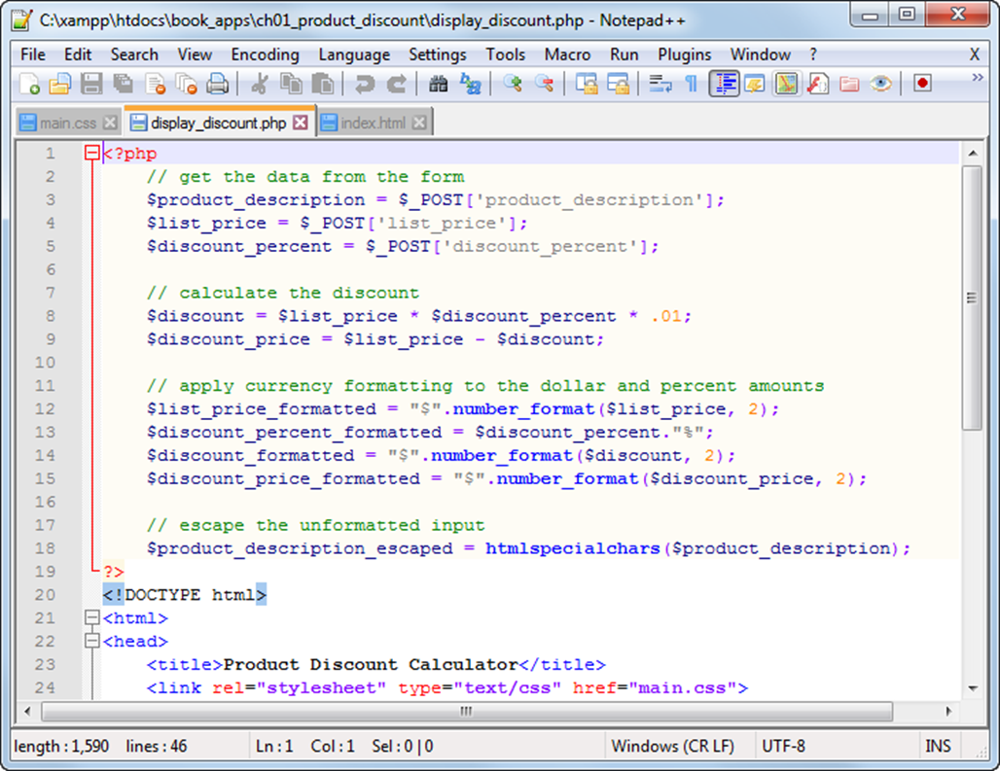 C:\xampp\htdocs\book_apps\ch01_product_discount\display_discount.php - Notepad++
File Edit Search View Encoding Language Settings Tools Macro Run Plugins Window ? X
main.css display_discount.php index.html
1 <?php
2 // get the data from the form
3 $product_description = $_POST['product_description'];
4 $list_price = $_POST['list_price'];
5 $discount_percent = $_POST['discount_percent'];
6
7 // calculate the discount
8 $discount = $list_price * $discount_percent * .01;
9 $discount_price = $list_price - $discount;
10
11 // apply currency formatting to the dollar and percent amounts
12 $list_price_formatted = "$".number_format($list_price, 2);
13 $discount_percent_formatted = $discount_percent."%";
14 $discount_formatted = "$".number_format($discount, 2);
15 $discount_price_formatted = "$".number_format($discount_price, 2);
16
17 // escape the unformatted input
18 $product_description_escaped = htmlspecialchars($product_description);
19 ?>
20 <!DOCTYPE html>
21 <html>
22 <head>
23 <title>Product Discount Calculator</title>
24 <link rel="stylesheet" type="text/css" href="main.css">
length : 1,590 lines : 46 Ln : 1 Col : 1 Sel : 0 | 0 Windows (CR LF) UTF-8 INS